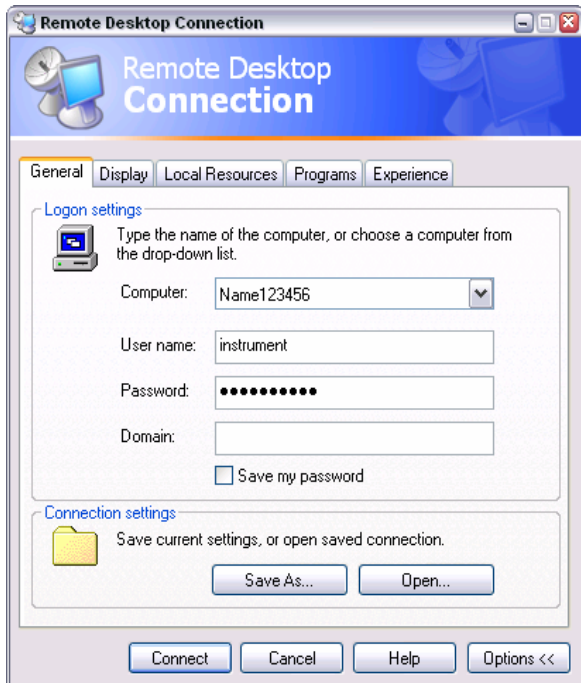 Remote Desktop Connection
Remote Desktop
Connection
General Display Local Resources Programs Experience
Logon settings
Type the name of the computer, or choose a computer from
the drop-down list.
Computer: Name123456
User name: instrument
Password: ●●●●●●●●●●
Domain:
Save my password
Connection settings
Save current settings, or open saved connection.
Save As... Open...
Connect Cancel Help Options <<